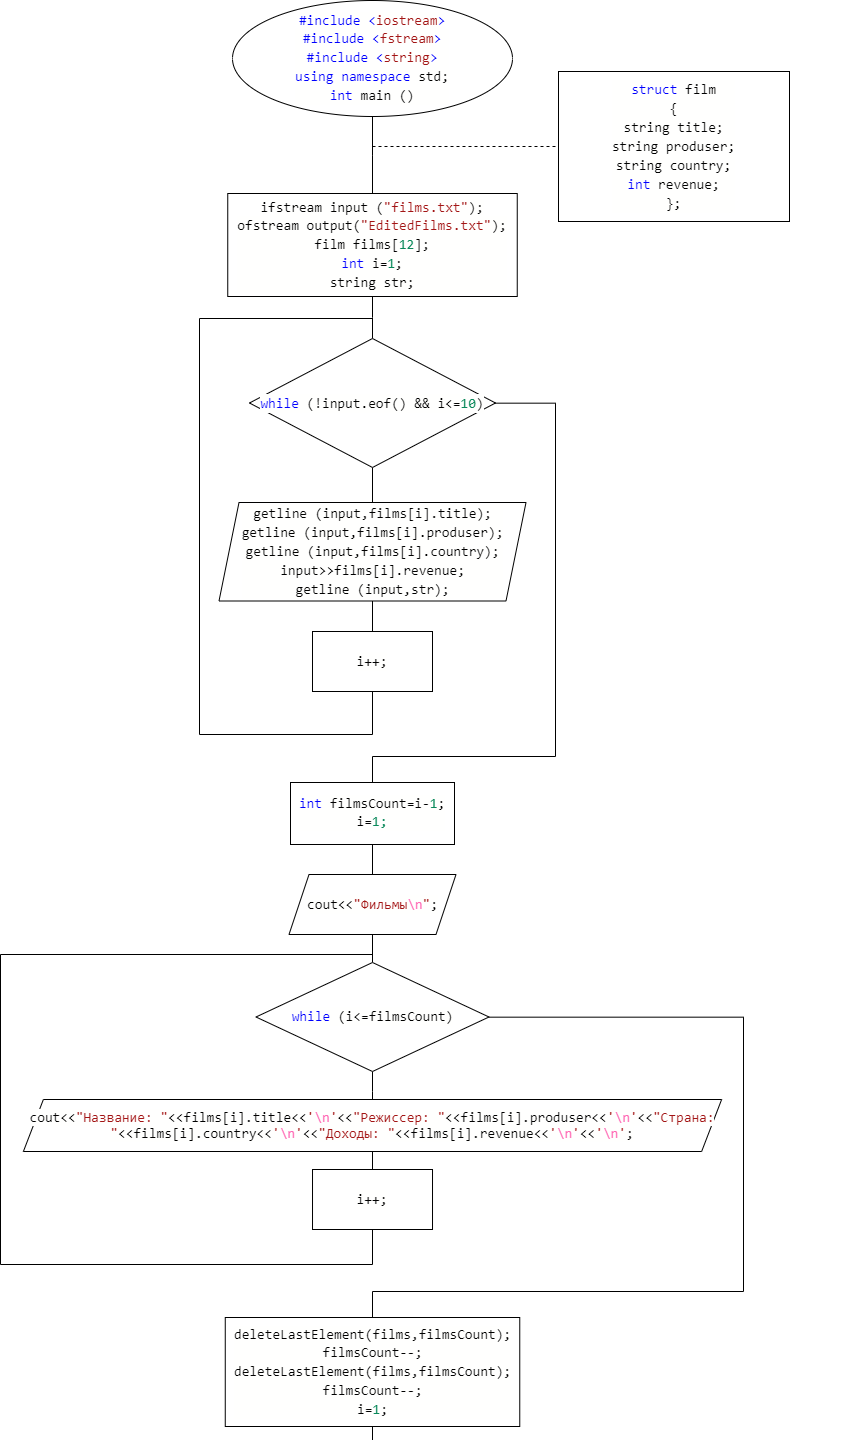 #include <iostream>
#include <fstream>
#include <string>
using namespace std;
int main ()
struct film
{
string title;
string produser;
string country;
int revenue;
};
ifstream input ("films.txt");
ofstream output("EditedFilms.txt");
film films[12];
int i=1;
string str;
while (!input.eof() && i<=10)
getline (input,films[i].title);
getline (input,films[i].produser);
getline (input,films[i].country);
input>>films[i].revenue;
getline (input,str);
i++;
int filmsCount=i-1;
i=1;
cout<<"Фильмы\n";
while (i<=filmsCount)
cout<<"Название: "<<films[i].title<<'\n'<<"Режиссер: "<<films[i].produser<<'\n'<<"Страна:
"<<films[i].country<<'\n'<<"Доходы: "<<films[i].revenue<<'\n'<<'\n';
i++;
deleteLastElement(films,filmsCount);
filmsCount--;
deleteLastElement(films,filmsCount);
filmsCount--;
i=1;